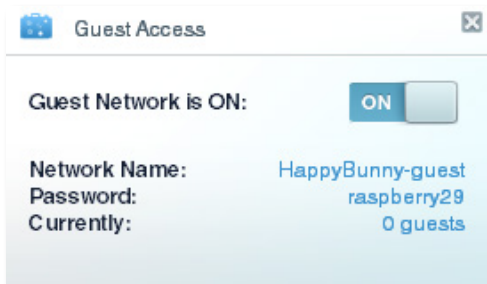 Guest Access
Guest Network is ON: ON
Network Name: HappyBunny-guest
Password: raspberry29
Currently: 0 guests